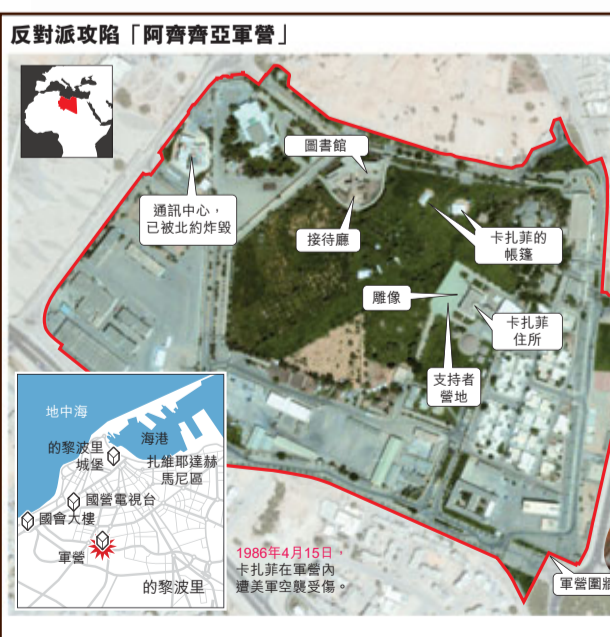 反對派攻陷「阿齊齊亞軍營」
圖書館
通訊中心，
已被北約炸毀
接待廳
卡扎菲的
帳篷
雕像
卡扎菲
住所
支持者
營地
地中海
海港
的黎波里
城堡
扎維耶達赫
馬尼區
國營電視台
國會大樓
軍營
的黎波里
1986年4月15日，
卡扎菲在軍營內
遭美軍空襲受傷。
軍營圍牆